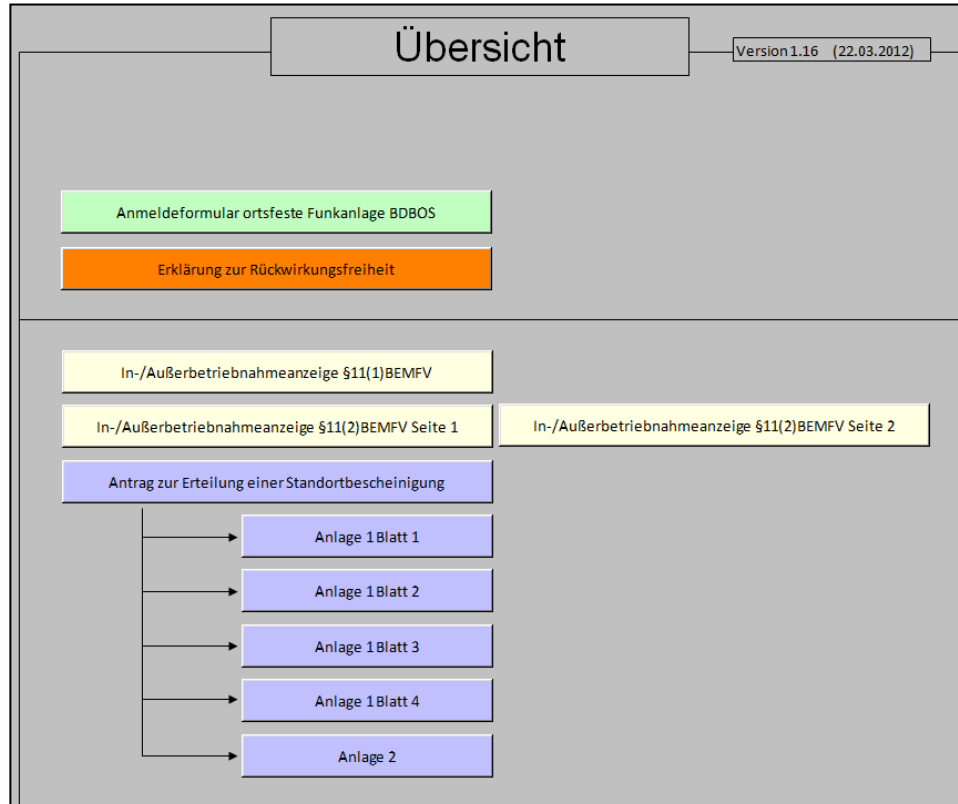 Übersicht
Version 1.16 (22.03.2012)
Anmeldeformular ortsfeste Funkanlage BDBOS
Erklärung zur Rückwirkungsfreiheit
In-/Außerbetriebnahmeanzeige §11(1)BEMFV
In-/Außerbetriebnahmeanzeige §11(2)BEMFV Seite 1
In-/Außerbetriebnahmeanzeige §11(2)BEMFV Seite 2
Antrag zur Erteilung einer Standortbescheinigung
Anlage 1 Blatt 1
Anlage 1 Blatt 2
Anlage 1 Blatt 3
Anlage 1 Blatt 4
Anlage 2